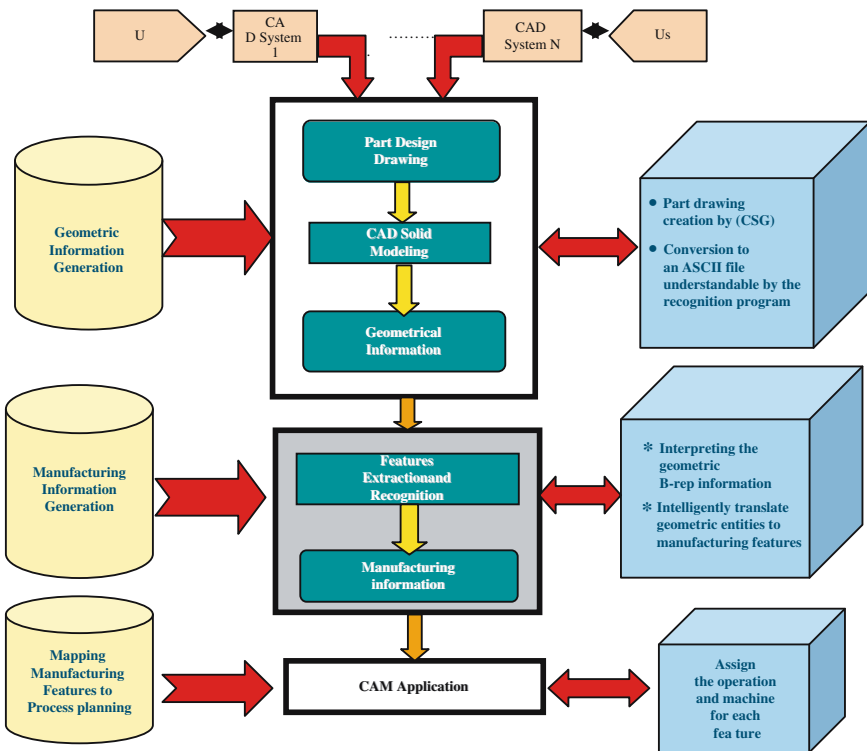 U
CA
D System
1
CAD
System N
Us
Part Design
Drawing
CAD Solid
Modeling
Geometrical
Information
Geometric
Information
Generation
• Part drawing
creation by (CSG)
• Conversion to
an ASCII file
understandable by the
recognition program
Features
Extractionand
Recognition
Manufacturing
information
Manufacturing
Information
Generation
* Interpreting the
geometric
B-rep information
* Intelligently translate
geometric entities to
manufacturing features
Mapping
Manufacturing
Features to
Process planning
CAM Application
Assign
the operation
and machine
for each
fea ture